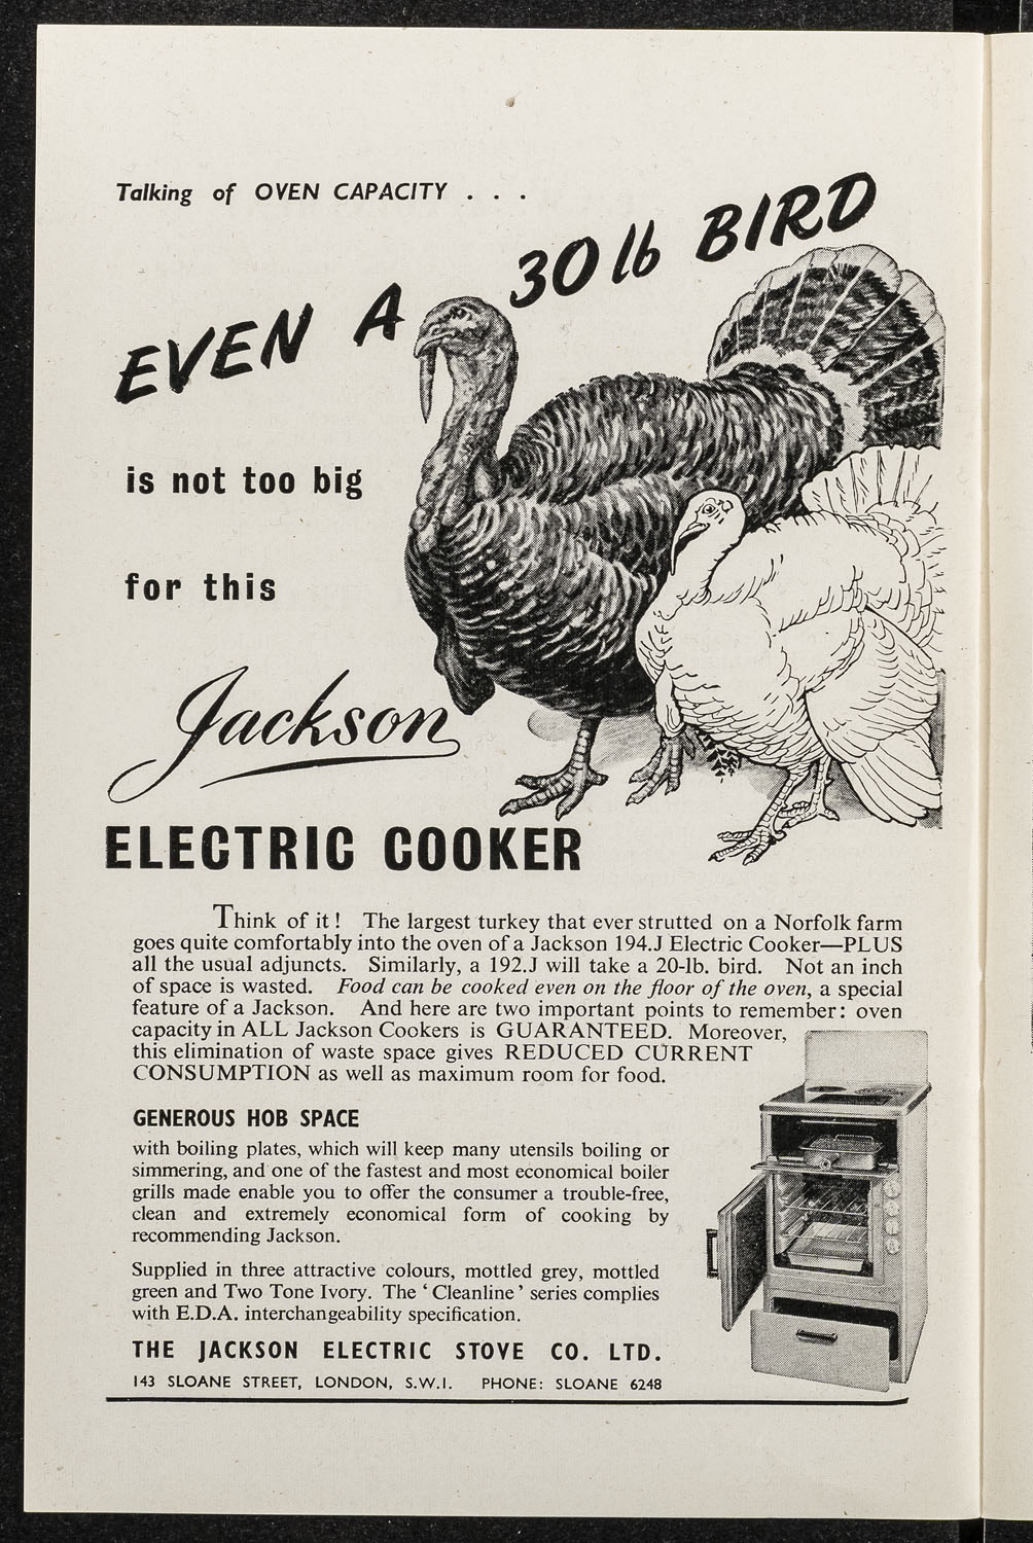 Talking of OVEN CAPACITY . . .
EVEN A 30 lb BIRD
is not too big
for this
Jackson
ELECTRIC COOKER
Think of it! The largest turkey that ever strutted on a Norfolk farm
goes quite comfortably into the oven of a Jackson 194.J Electric Cooker—PLUS
all the usual adjuncts. Similarly, a 192.J will take a 20-lb. bird. Not an inch
of space is wasted. Food can be cooked even on the floor of the oven, a special
feature of a Jackson. And here are two important points to remember: oven
capacity in ALL Jackson Cookers is GUARANTEED. Moreover,
this elimination of waste space gives REDUCED CURRENT
CONSUMPTION as well as maximum room for food.
GENEROUS HOB SPACE
with boiling plates, which will keep many utensils boiling or
simmering, and one of the fastest and most economical boiler
grills made enable you to offer the consumer a trouble-free,
clean and extremely economical form of cooking by
recommending Jackson.
Supplied in three attractive colours, mottled grey, mottled
green and Two Tone Ivory. The ‘Cleanline’ series complies
with E.D.A. interchangeability specification.
THE JACKSON ELECTRIC STOVE CO. LTD.
143 SLOANE STREET, LONDON, S.W.I. PHONE: SLOANE 6248